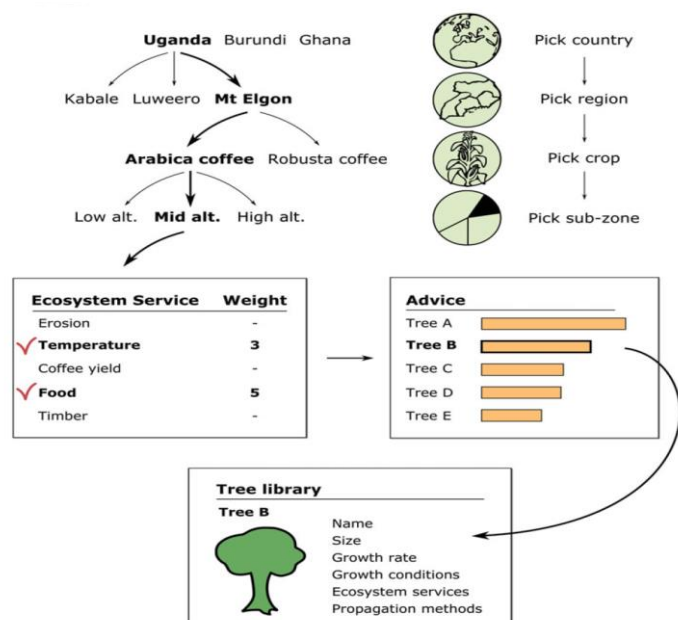 Uganda Burundi Ghana
Kabale Luweero Mt Elgon
Arabica coffee Robusta coffee
Low alt. Mid alt. High alt.
Pick country
Pick region
Pick crop
Pick sub-zone
Ecosystem Service Weight
Erosion -
Temperature 3
Coffee yield -
Food 5
Timber -
Advice
Tree A
Tree B
Tree C
Tree D
Tree E
Tree library
Tree B
Name
Size
Growth rate
Growth conditions
Ecosystem services
Propagation methods